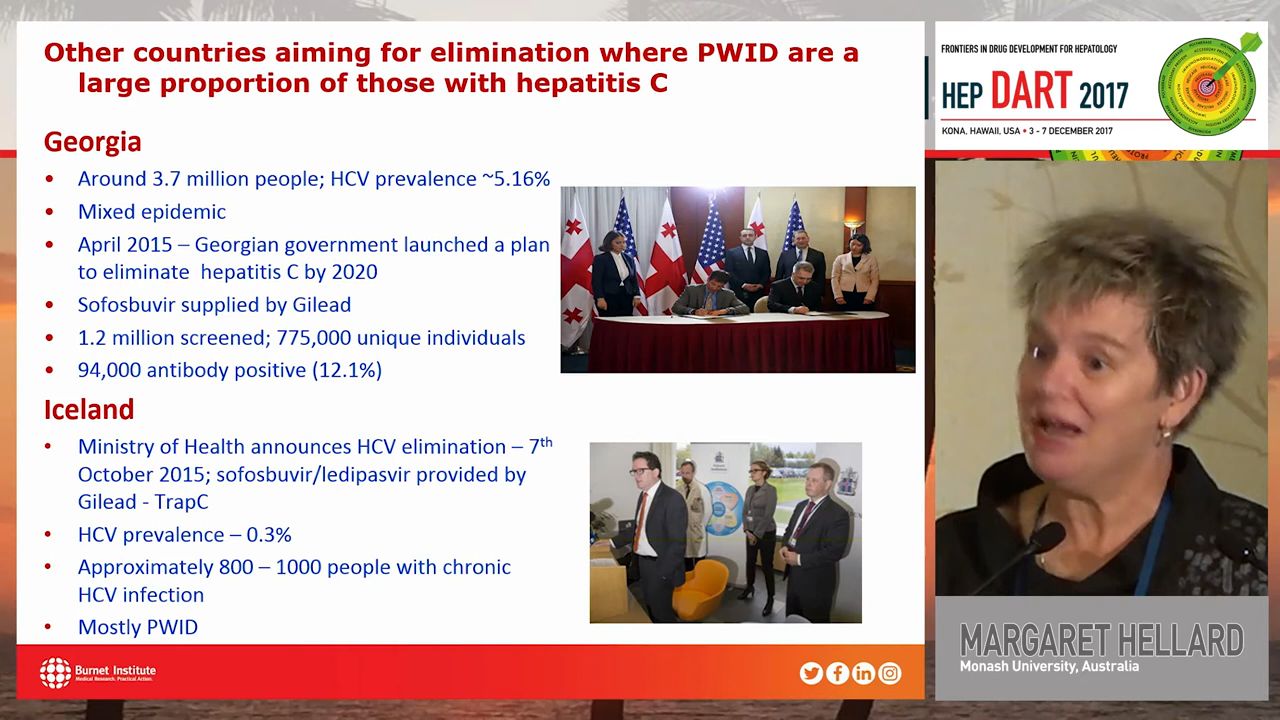 Other countries aiming for elimination where PWID are a
large proportion of those with hepatitis C
Georgia
• Around 3.7 million people; HCV prevalence ~5.16%
• Mixed epidemic
• April 2015 – Georgian government launched a plan
to eliminate hepatitis C by 2020
• Sofosbuvir supplied by Gilead
• 1.2 million screened; 775,000 unique individuals
• 94,000 antibody positive (12.1%)
Iceland
• Ministry of Health announces HCV elimination – 7th
October 2015; sofosbuvir/ledipasvir provided by
Gilead - TrapC
• HCV prevalence – 0.3%
• Approximately 800 – 1000 people with chronic
HCV infection
• Mostly PWID
Burnet Institute
Medical Research. Practical Action.
FRONTIERS IN DRUG DEVELOPMENT FOR HEPATOLOGY
HEP DART 2017
KONA, HAWAII, USA • 3 - 7 DECEMBER 2017
MARGARET HELLARD
Monash University, Australia